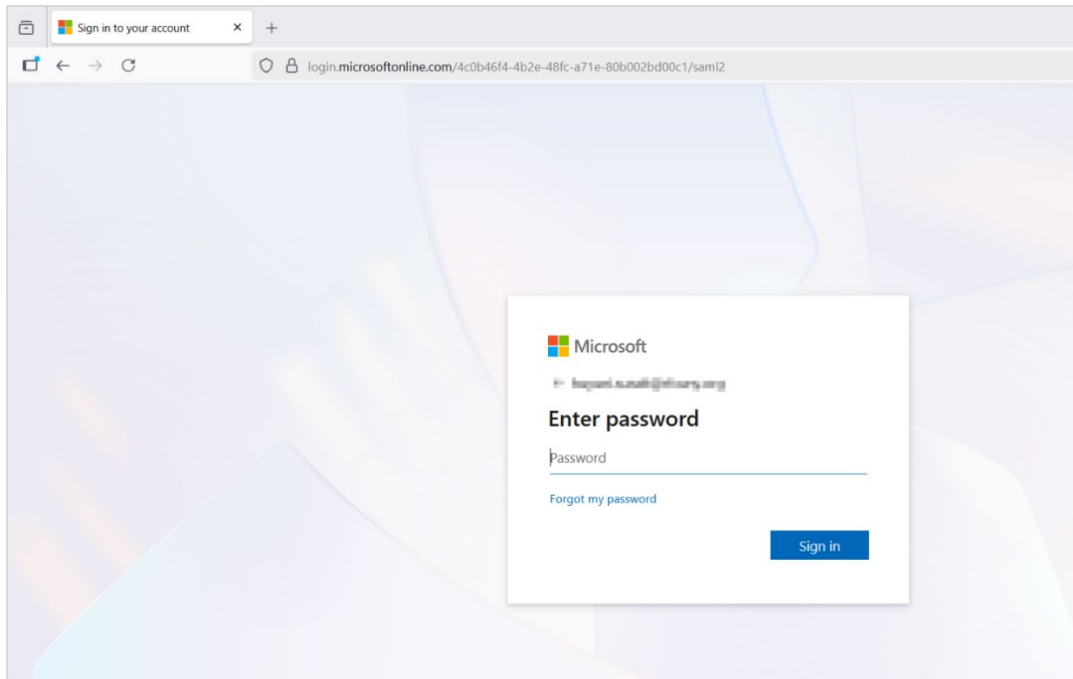 Sign in to your account
login.microsoftonline.com/4c0b46f4-4b2e-48fc-a71e-80b002bd00c1/saml2
Microsoft
Enter password
Password
Forgot my password
Sign in